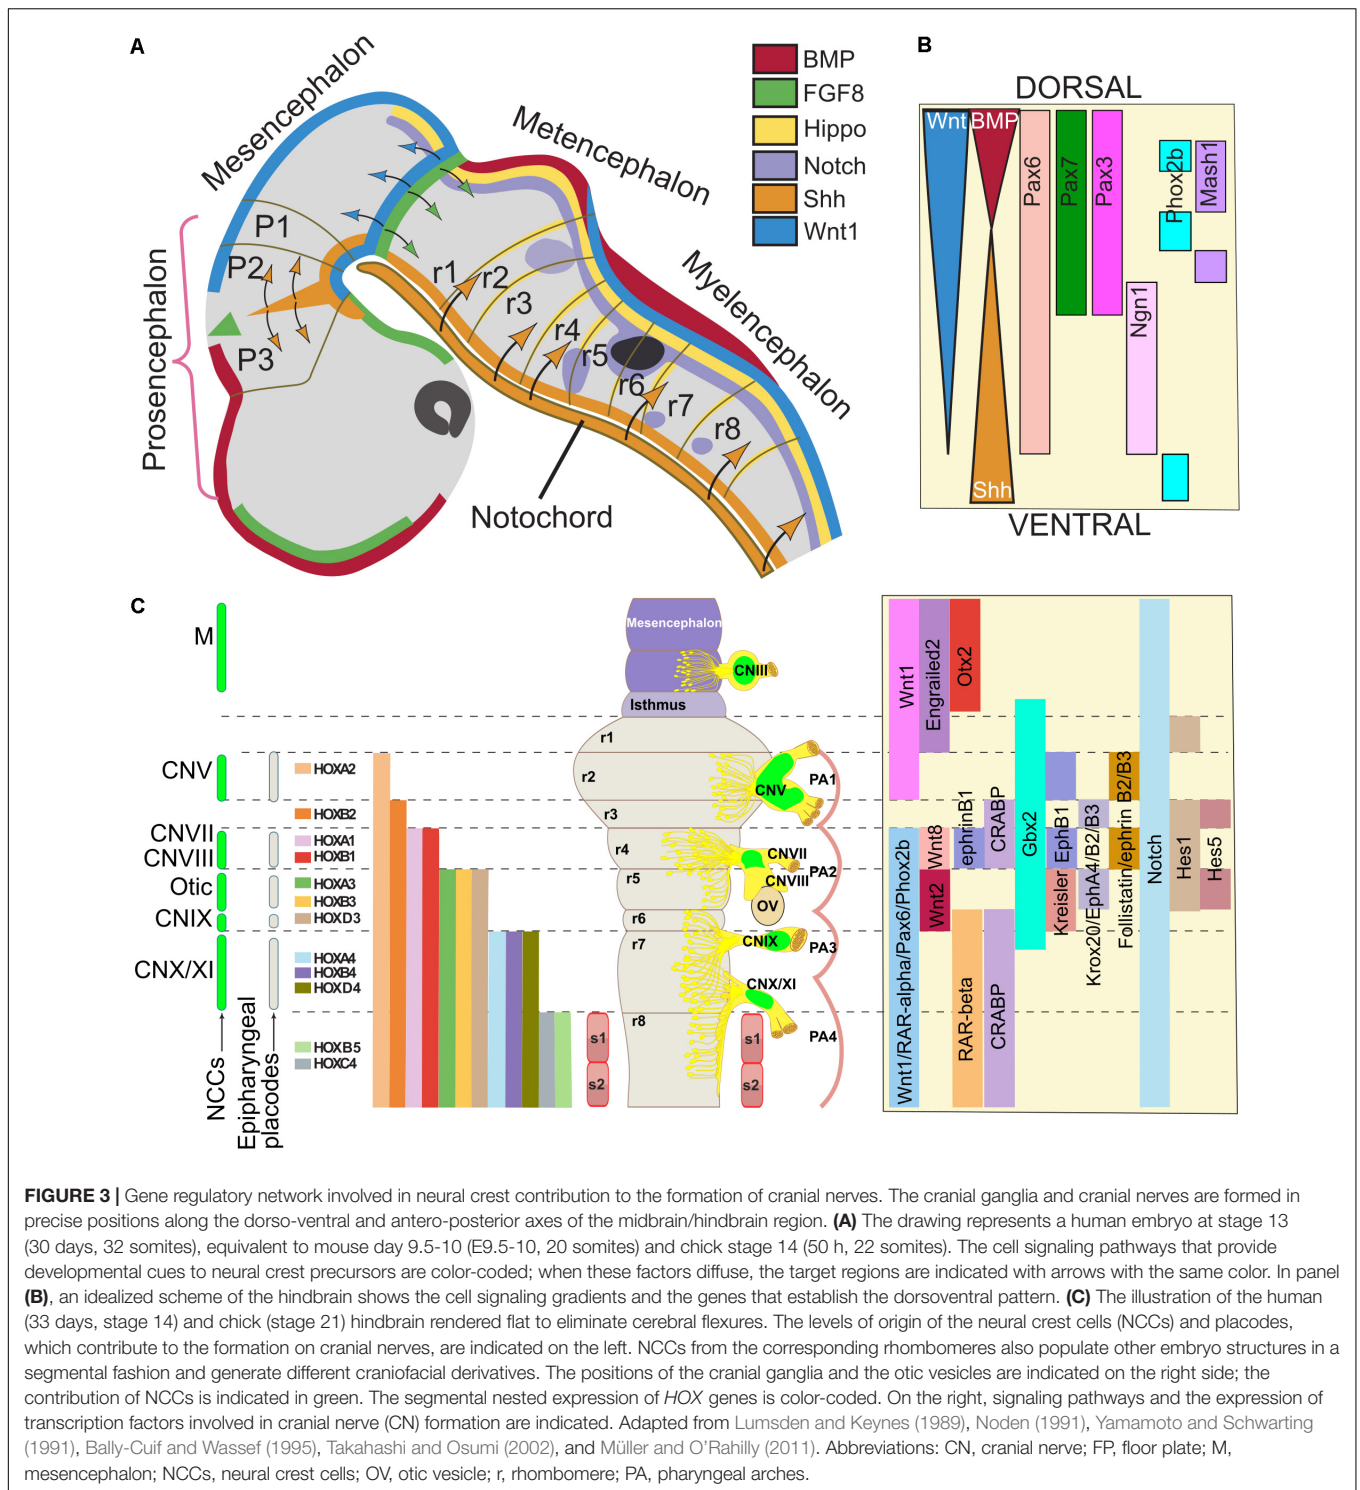 A
Mesencephalon
Metencephalon
Myelencephalon
Prosencephalon
P1
P2
P3
r1
r2
r3
r4
r5
r6
r7
r8
Notochord
BMP
FGF8
Hippo
Notch
Shh
Wnt1
B
DORSAL
Wnt
BMP
Pax6
Pax7
Pax3
Ngn1
Phox2b
Mash1
Shh
VENTRAL
C
M
CNV
CNVII
CNVIII
Otic
CNIX
CNX/XI
NCCs
Epipharyngeal
placodes
HOXA2
HOXB2
HOXA1
HOXB1
HOXA3
HOXB3
HOXD3
HOXA4
HOXB4
HOXD4
HOXB5
HOXC4
Mesencephalon
Isthmus
r1
r2
r3
r4
r5
r6
r7
r8
s1
s2
s1
s2
CNIII
CNV
CNVII
CNVIII
OV
CNIX
CNX/XI
PA1
PA2
PA3
PA4
Wnt1
Engrailed2
Otx2
Wnt1/RAR-alpha/Pax6/Phox2b
Wnt8
Wnt2
ephrinB1
RAR-beta
CRABP
CRABP
Gbx2
EphB1
Kreisler
Krox20/EphA4/B2/B3
Follistatin/ephrin B2/B3
Notch
Hes1
Hes5
FIGURE 3 | Gene regulatory network involved in neural crest contribution to the formation of cranial nerves. The cranial ganglia and cranial nerves are formed in
precise positions along the dorso-ventral and antero-posterior axes of the midbrain/hindbrain region. (A) The drawing represents a human embryo at stage 13
(30 days, 32 somites), equivalent to mouse day 9.5-10 (E9.5-10, 20 somites) and chick stage 14 (50 h, 22 somites). The cell signaling pathways that provide
developmental cues to neural crest precursors are color-coded; when these factors diffuse, the target regions are indicated with arrows with the same color. In panel
(B), an idealized scheme of the hindbrain shows the cell signaling gradients and the genes that establish the dorsoventral pattern. (C) The illustration of the human
(33 days, stage 14) and chick (stage 21) hindbrain rendered flat to eliminate cerebral flexures. The levels of origin of the neural crest cells (NCCs) and placodes,
which contribute to the formation on cranial nerves, are indicated on the left. NCCs from the corresponding rhombomeres also populate other embryo structures in a
segmental fashion and generate different craniofacial derivatives. The positions of the cranial ganglia and the otic vesicles are indicated on the right side; the
contribution of NCCs is indicated in green. The segmental nested expression of HOX genes is color-coded. On the right, signaling pathways and the expression of
transcription factors involved in cranial nerve (CN) formation are indicated. Adapted from Lumsden and Keynes (1989), Noden (1991), Yamamoto and Schwarting
(1991), Bally-Cuif and Wassef (1995), Takahashi and Osumi (2002), and Müller and O'Rahilly (2011). Abbreviations: CN, cranial nerve; FP, floor plate; M,
mesencephalon; NCCs, neural crest cells; OV, otic vesicle; r, rhombomere; PA, pharyngeal arches.